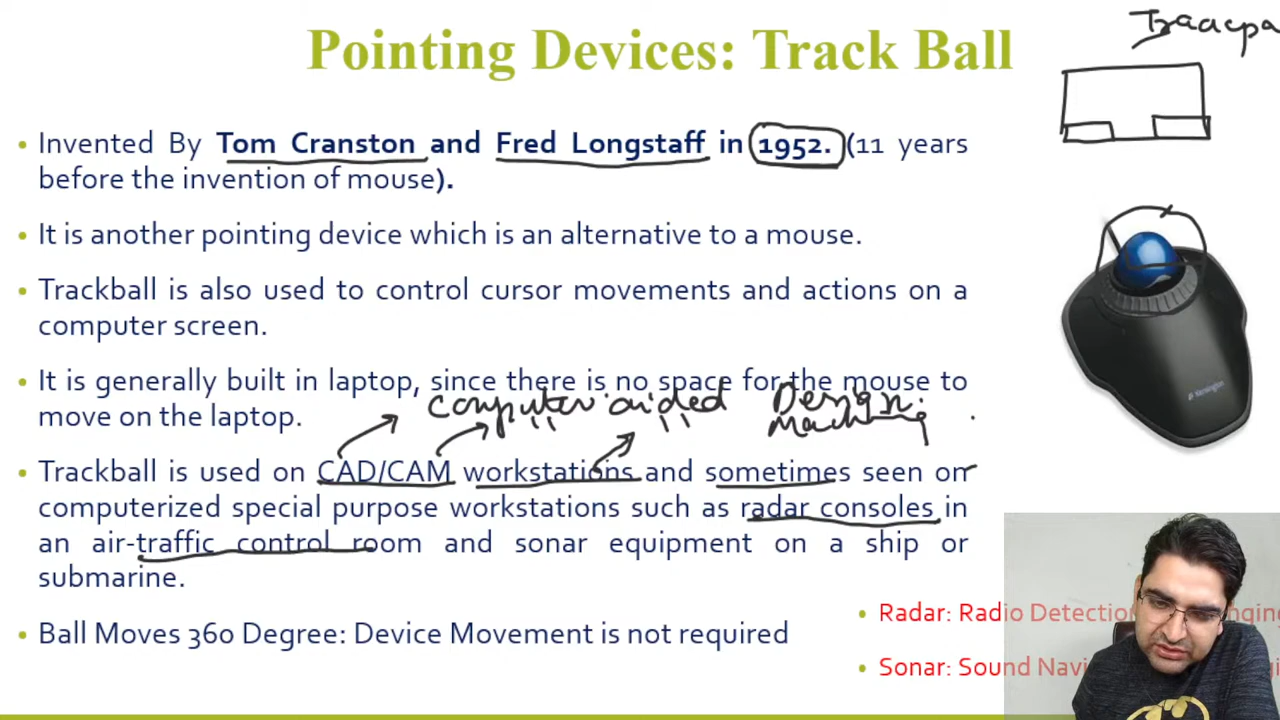 Pointing Devices: Track Ball
• Invented By Tom Cranston and Fred Longstaff in 1952. (11 years
before the invention of mouse).
• It is another pointing device which is an alternative to a mouse.
• Trackball is also used to control cursor movements and actions on a
computer screen.
• It is generally built in laptop, since there is no space for the mouse to
move on the laptop.
Computer aided Design
Machining
• Trackball is used on CAD/CAM workstations and sometimes seen on
computerized special purpose workstations such as radar consoles in
an air-traffic control room and sonar equipment on a ship or
submarine.
• Ball Moves 360 Degree: Device Movement is not required
Kensington
• Radar: Radio Detection
• Sonar: Sound